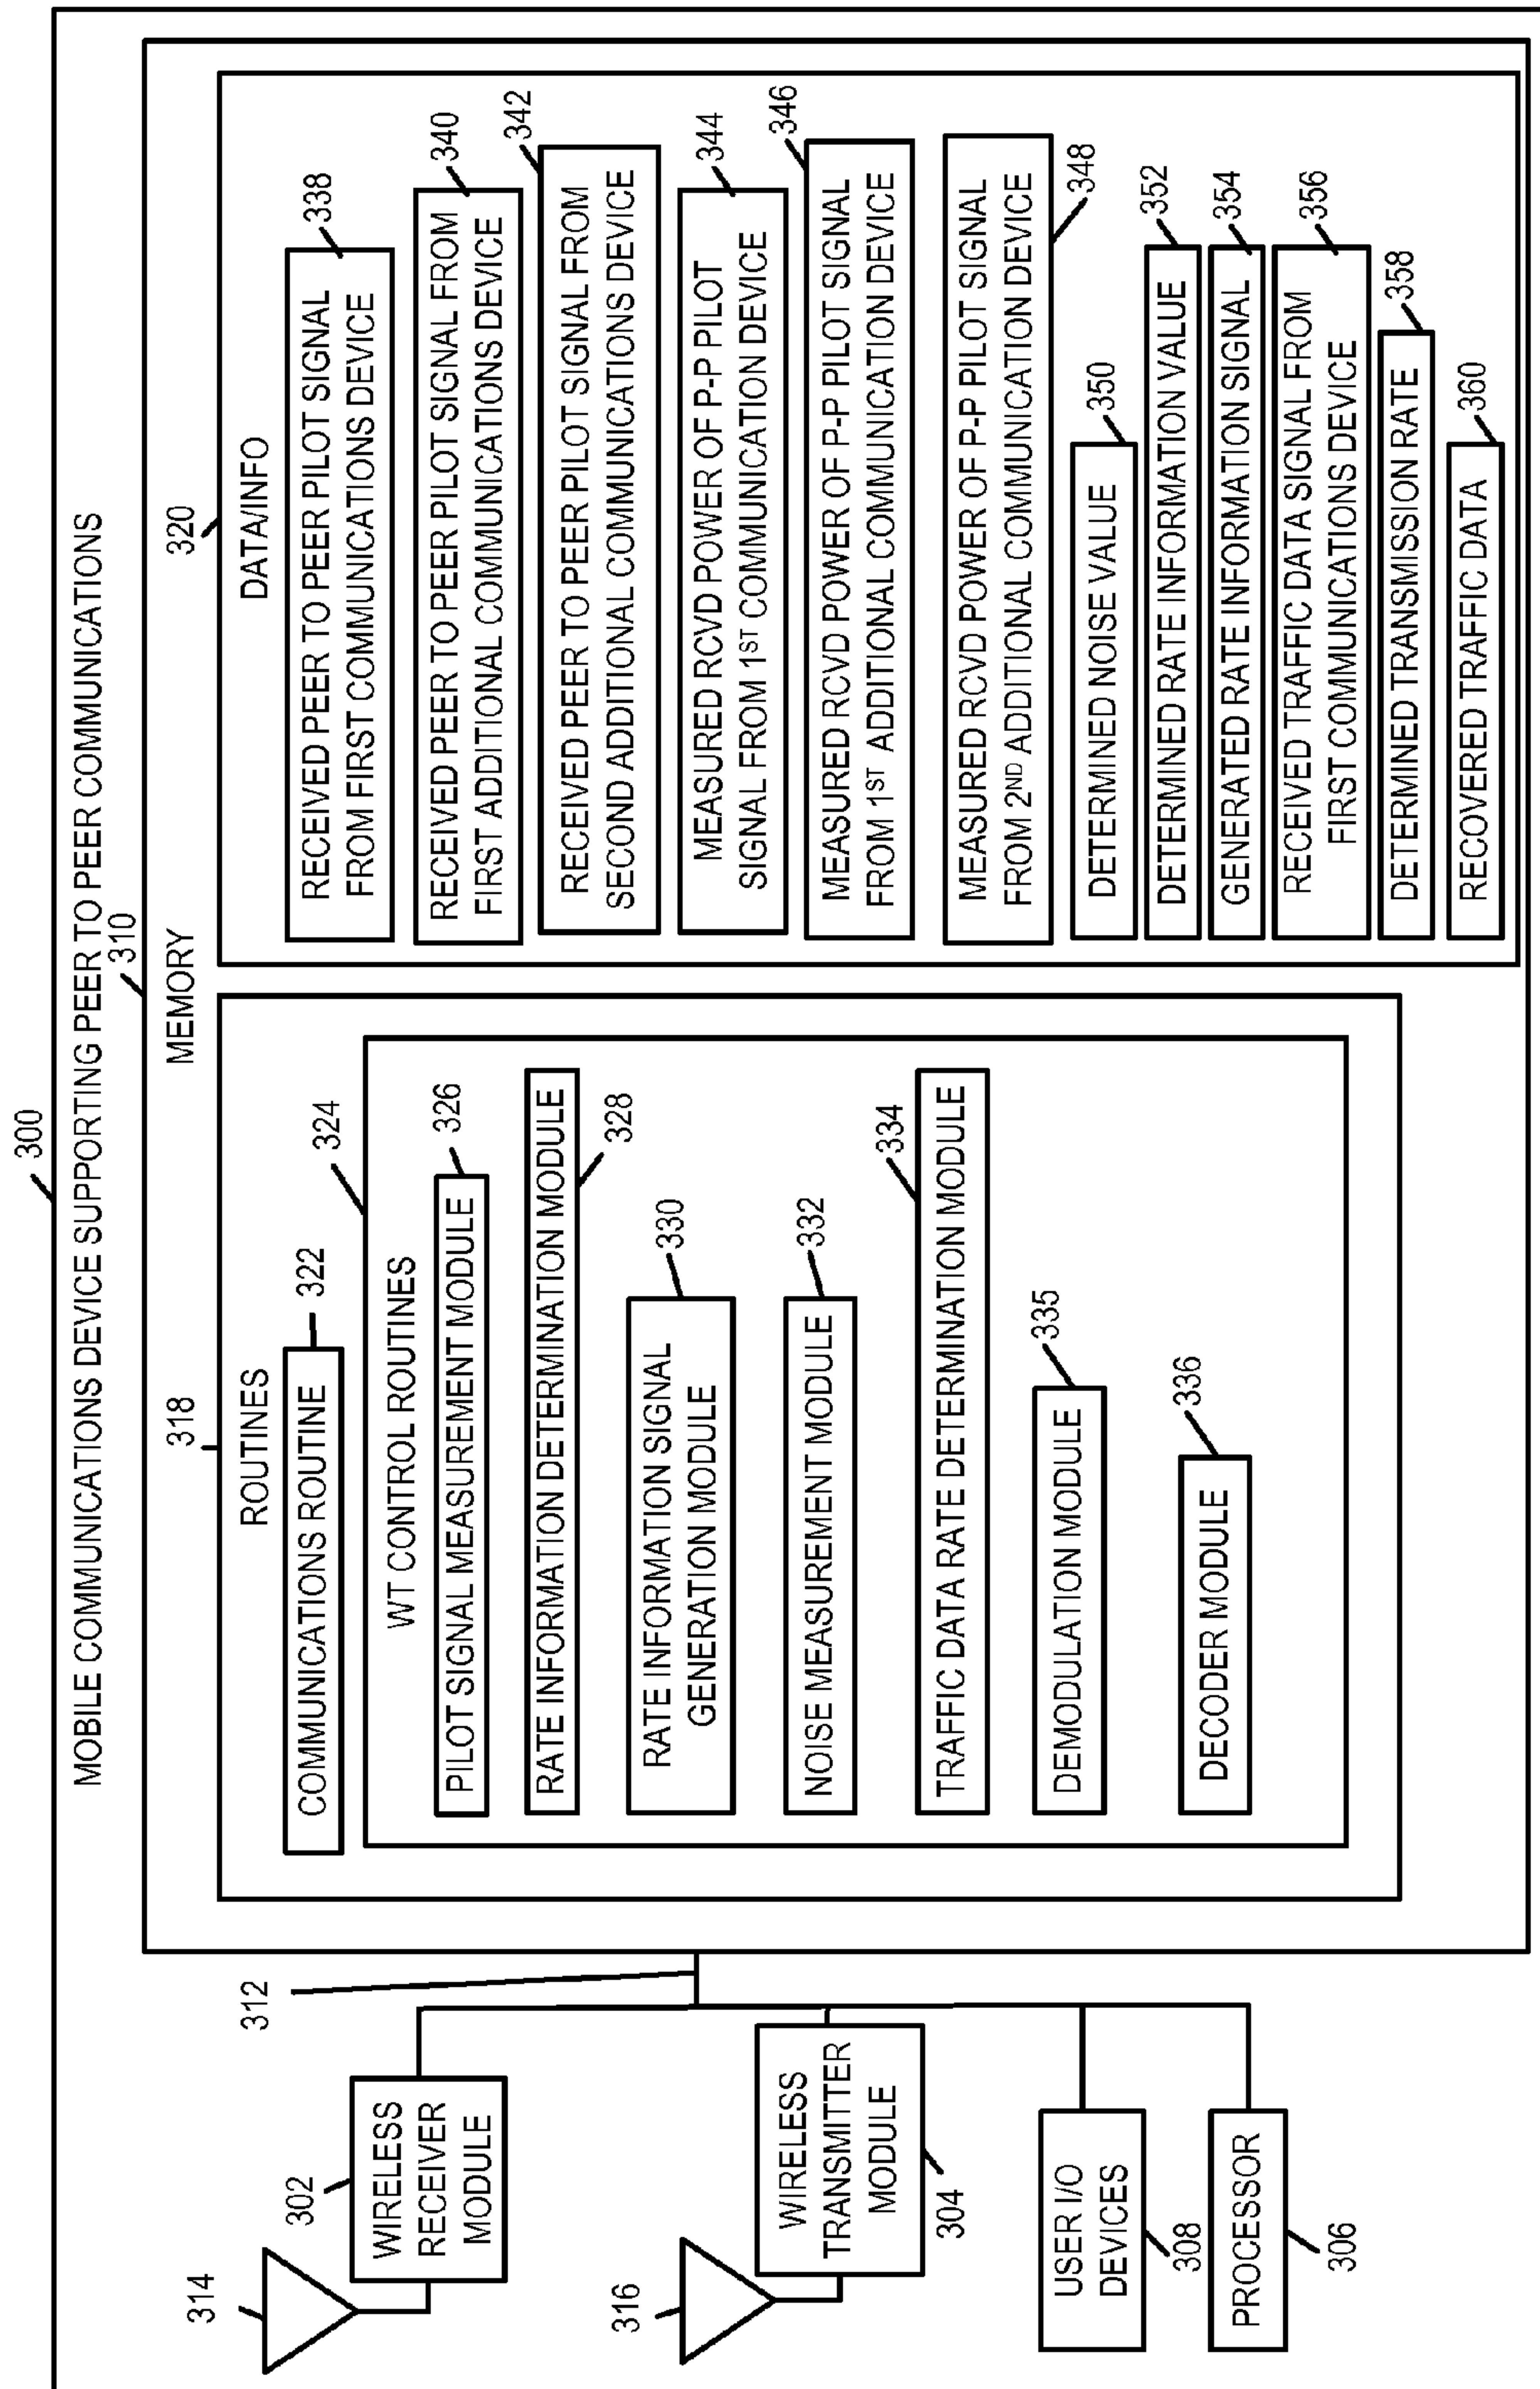 300
MOBILE COMMUNICATIONS DEVICE SUPPORTING PEER TO PEER COMMUNICATIONS
310
MEMORY
314
302
WIRELESS
RECEIVER
MODULE
316
WIRELESS
TRANSMITTER
MODULE
304
USER I/O
DEVICES
308
PROCESSOR
306
312
318
ROUTINES
COMMUNICATIONS ROUTINE
322
324
WT CONTROL ROUTINES
PILOT SIGNAL MEASUREMENT MODULE
326
RATE INFORMATION DETERMINATION MODULE
328
RATE INFORMATION SIGNAL
GENERATION MODULE
330
NOISE MEASUREMENT MODULE
332
TRAFFIC DATA RATE DETERMINATION MODULE
334
DEMODULATION MODULE
335
DECODER MODULE
336
320
DATA/INFO
RECEIVED PEER TO PEER PILOT SIGNAL
FROM FIRST COMMUNICATIONS DEVICE
338
RECEIVED PEER TO PEER PILOT SIGNAL FROM
FIRST ADDITIONAL COMMUNICATIONS DEVICE
340
RECEIVED PEER TO PEER PILOT SIGNAL FROM
SECOND ADDITIONAL COMMUNICATIONS DEVICE
342
MEASURED RCVD POWER OF P-P PILOT
SIGNAL FROM 1ST COMMUNICATION DEVICE
344
MEASURED RCVD POWER OF P-P PILOT SIGNAL
FROM 1ST ADDITIONAL COMMUNICATION DEVICE
346
MEASURED RCVD POWER OF P-P PILOT SIGNAL
FROM 2ND ADDITIONAL COMMUNICATION DEVICE
348
DETERMINED NOISE VALUE
350
DETERMINED RATE INFORMATION VALUE
352
GENERATED RATE INFORMATION SIGNAL
354
RECEIVED TRAFFIC DATA SIGNAL FROM
FIRST COMMUNICATIONS DEVICE
356
DETERMINED TRANSMISSION RATE
358
RECOVERED TRAFFIC DATA
360